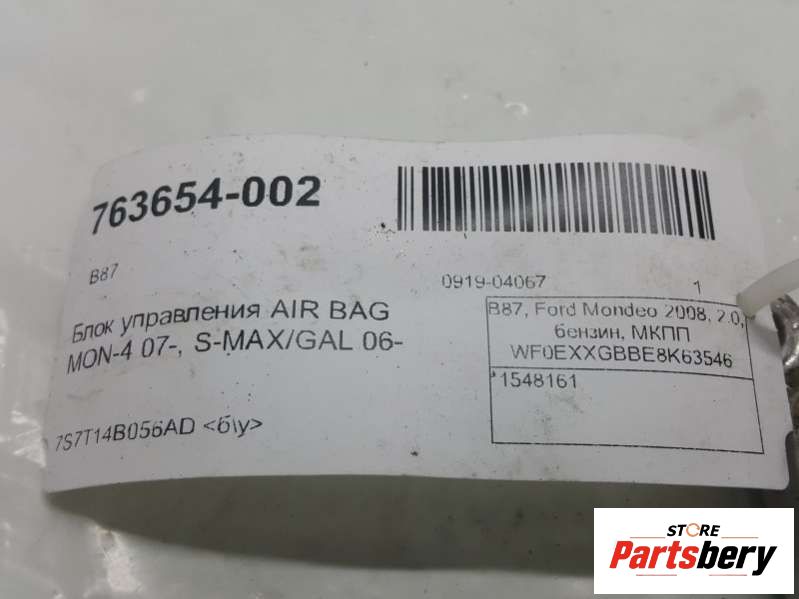 763654-002
B87
0919-04067 1
Блок управления AIR BAG
MON-4 07-, S-MAX/GAL 06-
7S7T14B056AD <б\у>
B87, Ford Mondeo 2008, 2.0,
бензин, МКПП
WF0EXXGBBE8K63546
*1548161
STORE
Partsbery